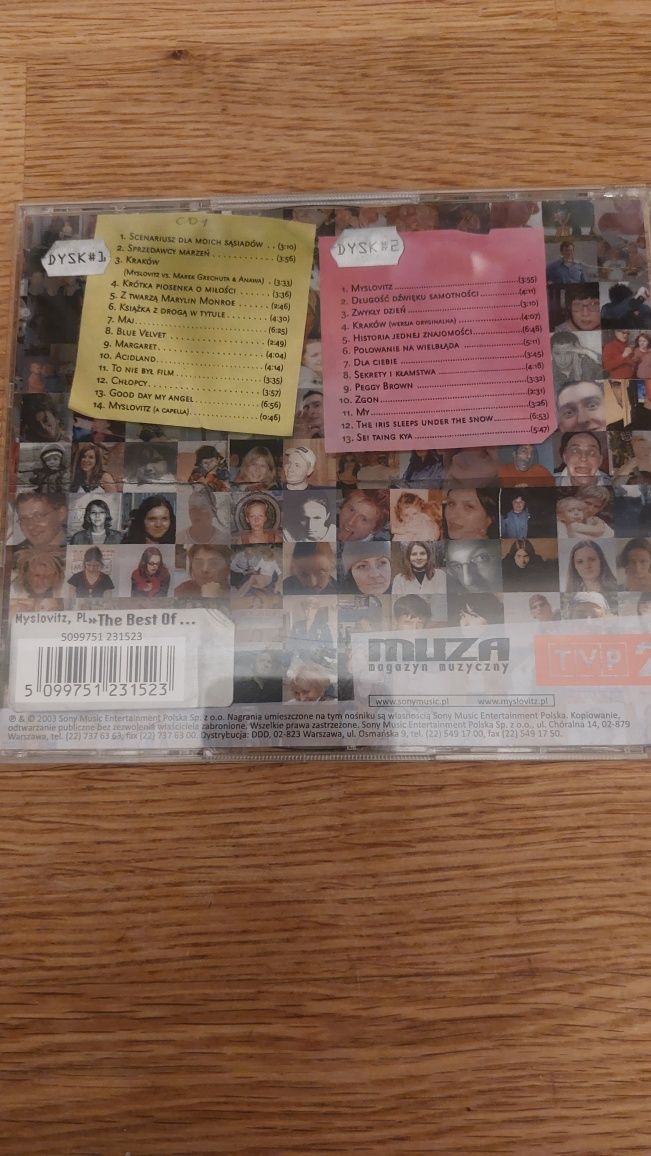 CD1
DYSK#1
1. Scenariusz dla moich sąsiadów . . (3:10)
2. Sprzedawcy marzeń . . . . . . . . . . (3:56)
3. Kraków
(Myslovitz vs. Marek Grechuta & Anawa) . (3:33)
4. Krótka piosenka o miłości . . . . . . (3:36)
5. Z twarzą Marylin Monroe . . . . . . (2:46)
6. Książka z drogą w tytule . . . . . . (4:30)
7. Maj . . . . . . . . . . . . . . . . . . (6:25)
8. Blue Velvet . . . . . . . . . . . . . . (2:49)
9. Margaret . . . . . . . . . . . . . . . (4:04)
10. Acidland . . . . . . . . . . . . . . . (4:14)
11. To nie był film . . . . . . . . . . . (3:35)
12. Chłopcy . . . . . . . . . . . . . . . (3:57)
13. Good day my angel . . . . . . . . . (6:56)
14. Myslovitz (a capella) . . . . . . . . (0:46)
DYSK#2
1. Myslovitz ........................ (3:55)
2. Długość dźwięku samotności ........ (4:11)
3. Zwykły dzień ..................... (3:10)
4. Kraków (wersja oryginalna) ........ (4:07)
5. Historia jednej znajomości ........ (6:48)
6. Polowanie na wielbłąda ............ (5:11)
7. Dla ciebie ....................... (3:45)
8. Sekrety i kłamstwa ............... (4:18)
9. Peggy Brown ...................... (3:32)
10. Zgon ............................ (2:31)
11. My .............................. (3:26)
12. The iris sleeps under the snow .... (6:53)
13. Sei taing kya ................... (5:47)
Myslovitz, PL»The Best Of ...
5099751 231523
5 099751 231523
MUZA
magazyn muzyczny
TVP 2
www.sonymusic.pl www.myslovitz.pl
℗ & © 2003 Sony Music Entertainment Polska Sp. z o.o. Nagrania umieszczone na tym nośniku są własnością Sony Music Entertainment Polska. Kopiowanie,
odtwarzanie publiczne bez zezwolenia właściciela zabronione. Wszelkie prawa zastrzeżone. Sony Music Entertainment Polska Sp. z o.o., ul. Chóralna 14, 02-879
Warszawa, tel. (22) 737 63 63, fax (22) 737 63 00. Dystrybucja: DDD, 02-823 Warszawa, ul. Osmańska 9, tel. (22) 549 17 00, fax (22) 549 17 50.